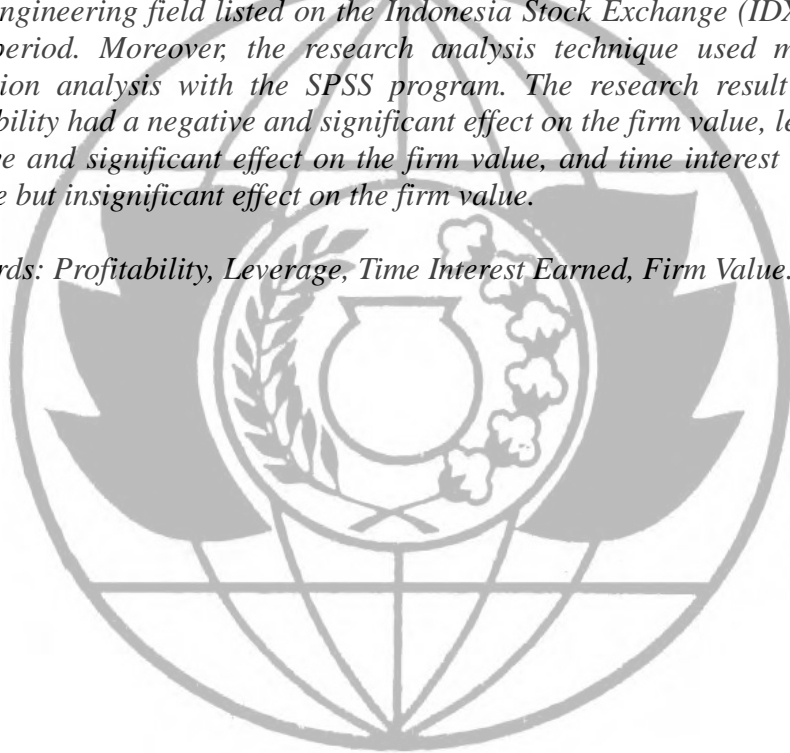 engineering field listed on the Indonesia Stock Exchange (IDX
period. Moreover, the research analysis technique used m
ion analysis with the SPSS program. The research result
bility had a negative and significant effect on the firm value, le
e and significant effect on the firm value, and time interest
e but insignificant effect on the firm value.
rds: Profitability, Leverage, Time Interest Earned, Firm Value.